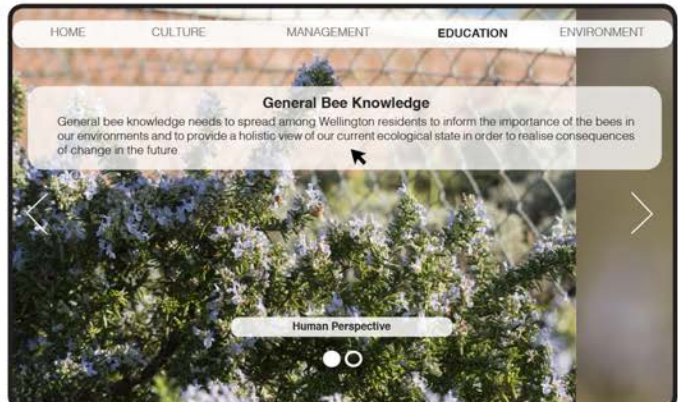 HOME CULTURE MANAGEMENT EDUCATION ENVIRONMENT
General Bee Knowledge
General bee knowledge needs to spread among Wellington residents to inform the importance of the bees in
our environments and to provide a holistic view of our current ecological state in order to realise consequences
of change in the future
Human Perspective